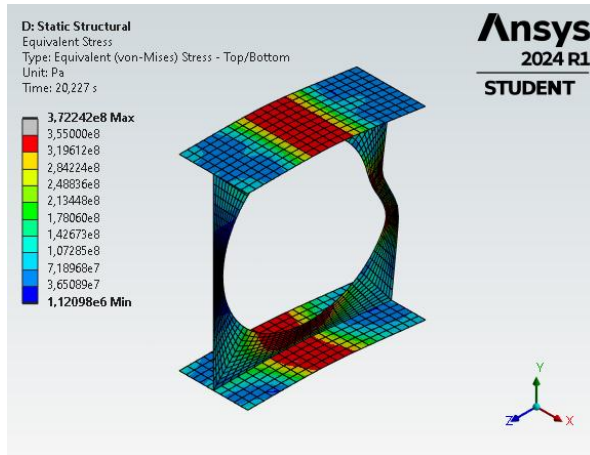 D: Static Structural
Equivalent Stress
Type: Equivalent (von-Mises) Stress - Top/Bottom
Unit: Pa
Time: 20,227 s
3,72242e8 Max
3,55000e8
3,19612e8
2,84224e8
2,48836e8
2,13448e8
1,78060e8
1,42673e8
1,07285e8
7,18968e7
3,65089e7
1,12098e6 Min
Ansys
2024 R1
STUDENT
Y
Z
X